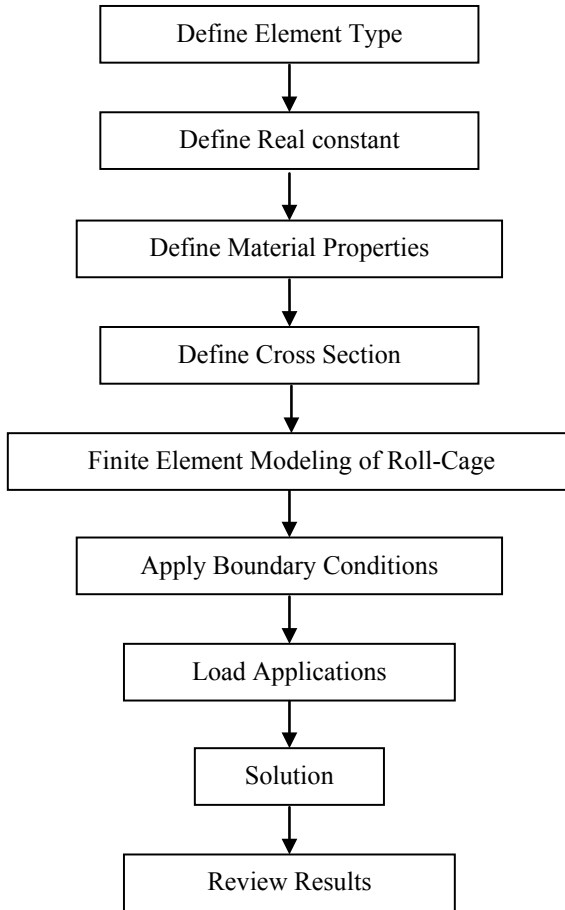 Define Element Type
Define Real constant
Define Material Properties
Define Cross Section
Finite Element Modeling of Roll-Cage
Apply Boundary Conditions
Load Applications
Solution
Review Results